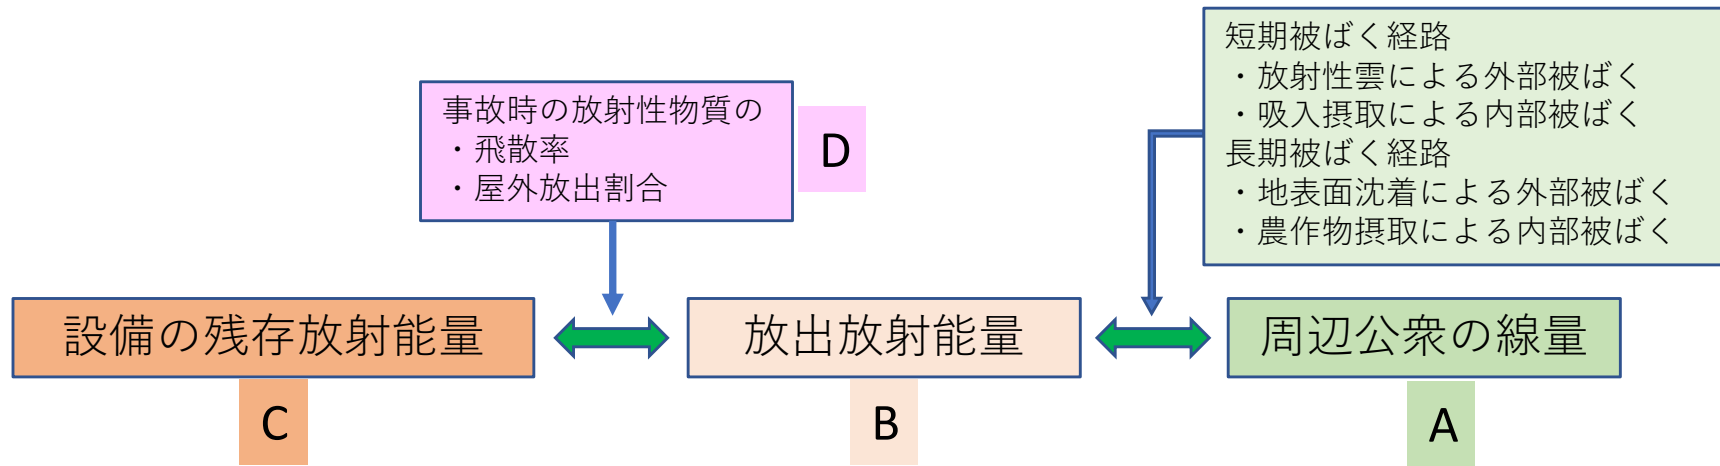 短期被ばく経路
・放射性雲による外部被ばく
・吸入摂取による内部被ばく
長期被ばく経路
・地表面沈着による外部被ばく
・農作物摂取による内部被ばく
事故時の放射性物質の
・飛散率
・屋外放出割合
D
設備の残存放射能量
放出放射能量
周辺公衆の線量
C
B
A